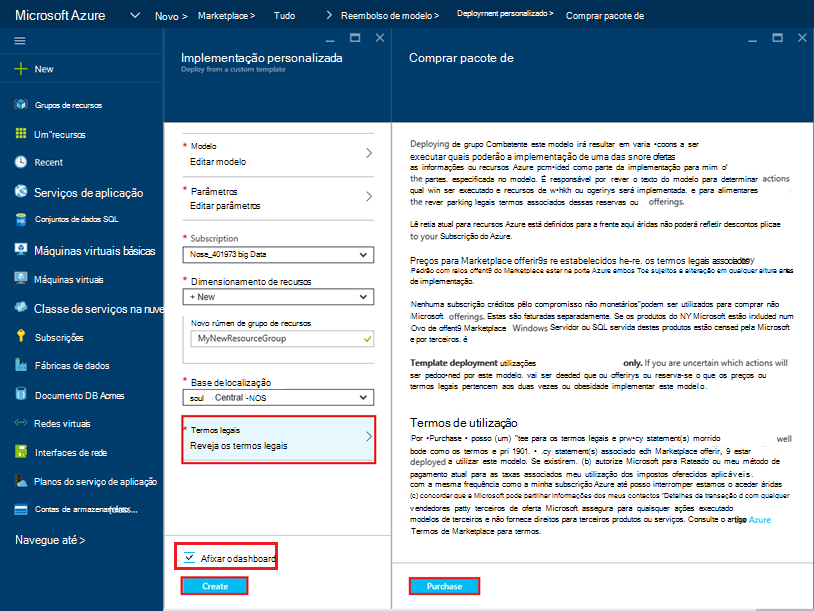 Microsoft Azure
Novo >
Marketplace >
Tudo
Reembolso de modelo >
Deployment personalizado >
Comprar pacote de
New
Grupos de recursos
Um"recursos
Recent
Serviços de aplicação
Conjuntos de dados SQL
Máquinas virtuais básicas
Máquinas virtuais
Classe de serviços na nuve
Subscrições
Fábricas de dados
Documento DB Acmes
Redes virtuais
Interfaces de rede
Planos do serviço de aplicação
Contas de armazenamento
Navegue até >
Implementação personalizada
Deploy from a custom template
* Modelo
Editar modelo
* Parâmetros
Editar parâmetros
* Subscription
Nose_401973 big Data
* Dimensionamento de recursos
+ New
Novo rúmen de grupo de recursos
MyNewResourceGroup
* Base de localização
soul Central -NOS
* Termos legais
Reveja os termos legais
Afixar o dashboard
Create
Comprar pacote de
Deploying de grupo Combatente este modelo irá resultar em varia •coons a ser
executar quais poderão a implementação de uma das snore ofertas
as informações ou recursos Azure pcm•ided como parte da implementação para mim o'
the partes. especificada no modelo. É responsável por rever o texto do modelo para determinar actions
qual win ser executado e recursos de w•hkh ou ogerirys será implementada. e para alimentares
the rever parking legais termos associados dessas reservas ou offerings.
Lê retia atual para recursos Azure está definidos para a frente aqui áridas não poderá refletir descontos plicae
to your Subscrição do Azure.
Preços para Marketplace offerir9s re estabelecidos he-re. os termos legais associados
Padrão com relos offent9 do Marketplace estar na porte Azure ambos Toe sujeitos a alteração em qualquer altura antes
de implementação.
Nenhuma subscrição créditos pélo compromisso não monetários"podem ser utilizados para comprar não
Microsoft offerings. Estas são faturadas separadamente. Se os produtos do NY Microsoft estão irxluded num
Ovo de offent9 Marketplace Windows Servidor ou SQL servida destes produtos estão censed pela Microsoft
e por terceiros. é
Template deployment utilizações only. If you are uncertain which actions will
ser pedoo•ned por este modelo. vai ser deeded que ou offerirys ou reserva-se o que os preços ou
termos legais pertencem aos duas vezes ou obesidade implementar este modelo.
Termos de utilização
Por •Purchase • posso (um) "tee para os termos legais e prw•cy statement(s) morrido well
bode como os termos e pri 1901. • .cy statement(s) associado edh Marketplace offerir, 9 estar
deployed a utilizar este modelo. Se existirem. (b) autorize Microsoft para Rateado ou meu método de
pagamento atual para as taxas associados meu utilização dos impostos oferecidos aplicáveis.
com a mesma frequência como a minha subscrição Azure até posso interromper estamos o aceder áridas
(c) concordar que a Microsoft pode partilhar informações dos meus contactos "Detelhes da transação d com qualquer
vendedores patty terceiros de oferta Microsoft assegura para quaisquer ações executado
modelos de terceiros e não fornece direitos para terceiros produtos ou serviços. Consulte o artigo Azure
Termos de Marketplace para termos.
Purchase